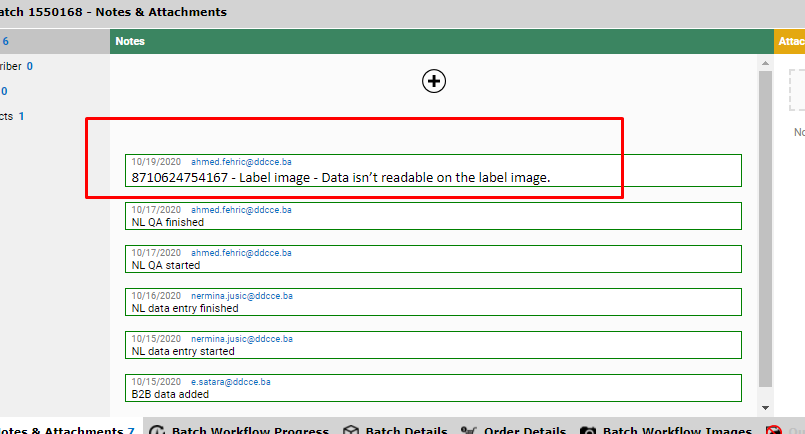 atch 1550168 - Notes & Attachments
6
Notes
Attac
riber 0
0
cts 1
No
10/19/2020 ahmed.fehric@ddcce.ba
8710624754167 - Label image - Data isn't readable on the label image.
10/17/2020 ahmed.fehric@ddcce.ba
NL QA finished
10/17/2020 ahmed.fehric@ddcce.ba
NL QA started
10/16/2020 nermina.jusic@ddcce.ba
NL data entry finished
10/15/2020 nermina.jusic@ddcce.ba
NL data entry started
10/15/2020 e.satara@ddcce.ba
B2B data added
lotes & Attachments 7 Batch Workflow Progress Batch Details Order Details Batch Workflow Images